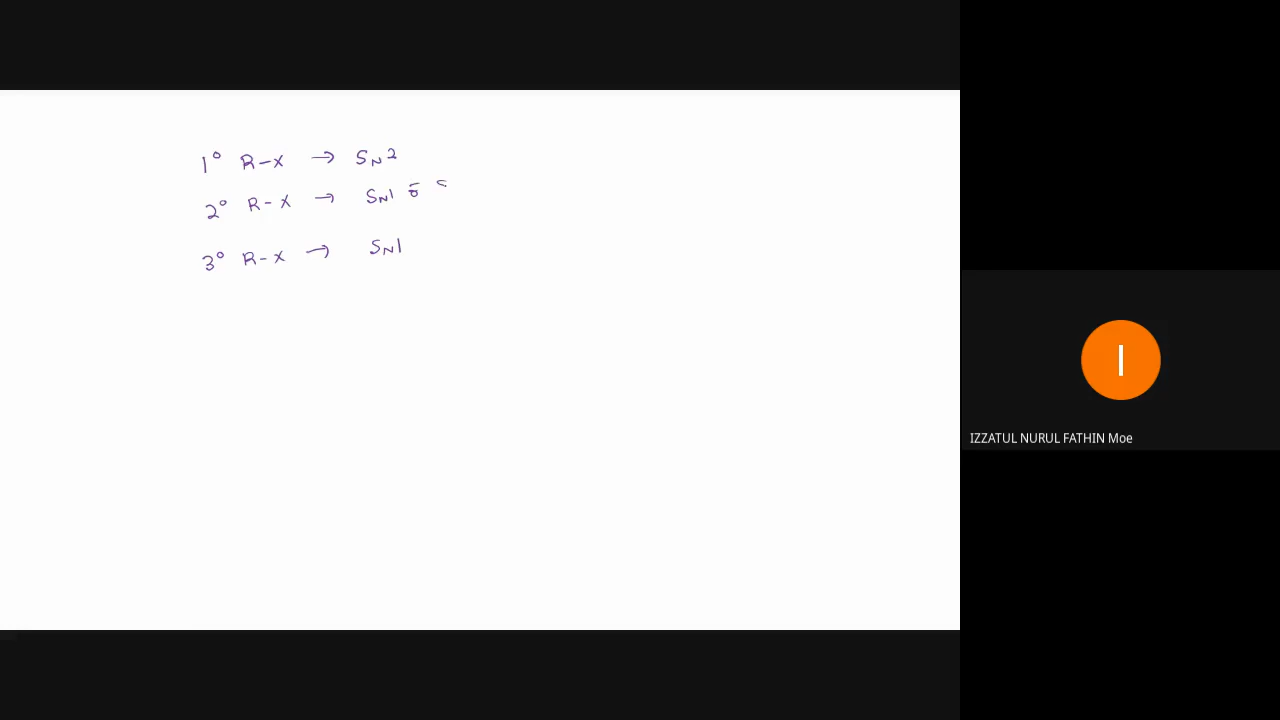 1° R-X → SN2
2° R-X → SN1
3° R-X → SN1
I
IZZATUL NURUL FATHIN Moe